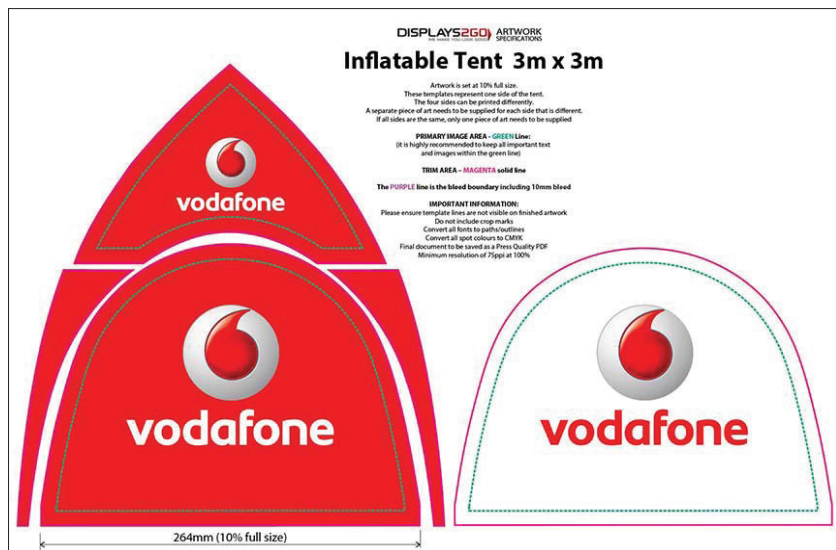 DISPLAYS2GO ARTWORK
WE MAKE YOU LOOK GOOD SPECIFICATIONS
Inflatable Tent 3m x 3m
Artwork is set at 10% full size.
These templates represent one side of the tent.
The four sides can be printed differently.
A separate piece of art needs to be supplied for each side that is different.
If all sides are the same, only one piece of art needs to be supplied
PRIMARY IMAGE AREA - GREEN Line:
(it is highly recommended to keep all important text
and images within the green line)
TRIM AREA – MAGENTA solid line
The PURPLE line is the bleed boundary including 10mm bleed
IMPORTANT INFORMATION:
Please ensure template lines are not visible on finished artwork
Do not include crop marks
Convert all fonts to paths/outlines
Convert all spot colours to CMYK
Final document to be saved as a Press Quality PDF
Minimum resolution of 75ppi at 100%
vodafone
vodafone
vodafone
264mm (10% full size)